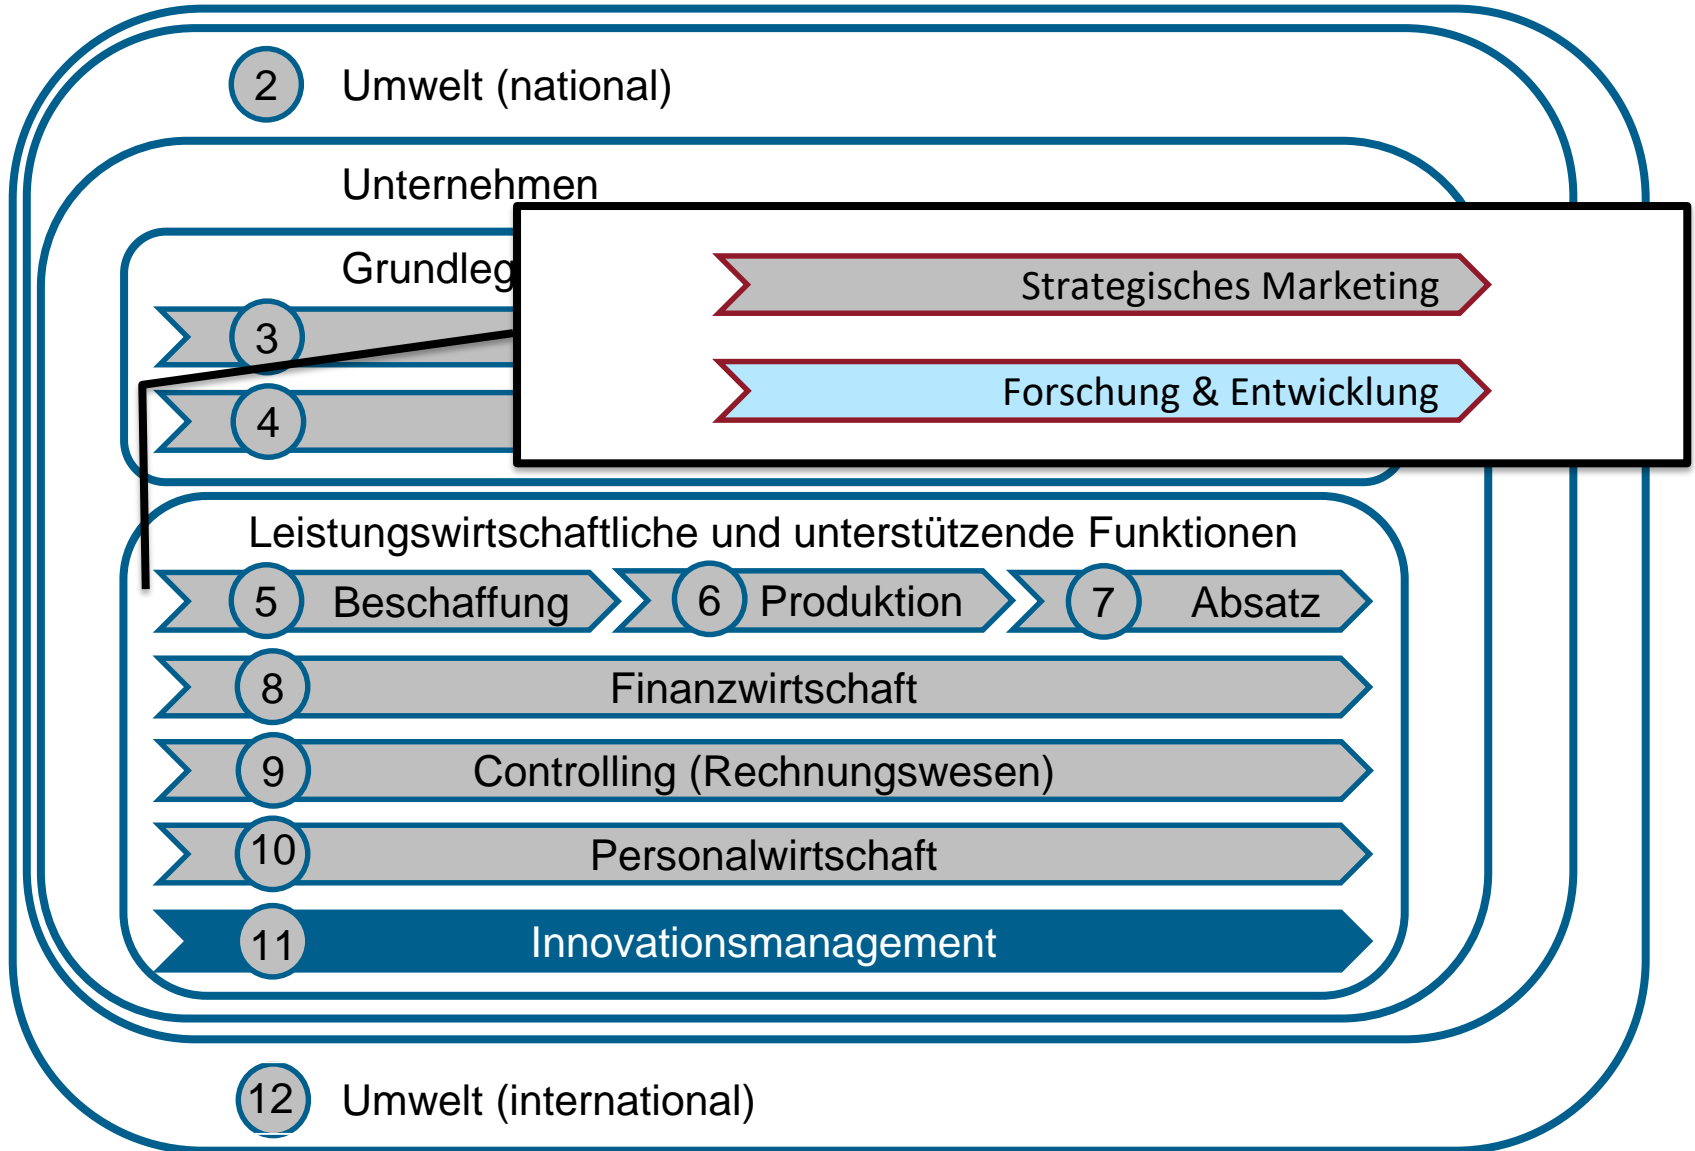 2 Umwelt (national)
Unternehmen
Grundleg
Strategisches Marketing
3
Forschung & Entwicklung
4
Leistungswirtschaftliche und unterstützende Funktionen
5 Beschaffung 6 Produktion 7 Absatz
8 Finanzwirtschaft
9 Controlling (Rechnungswesen)
10 Personalwirtschaft
11 Innovationsmanagement
12 Umwelt (international)